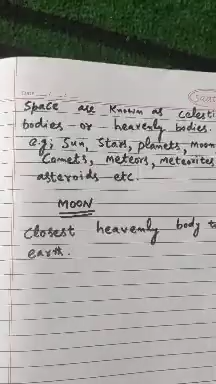 Space are known as celesti
bodies or heavenly bodies.
e.g; Sun, Stars, planets, Moon
Comets, meteors, meteorites
asteroids etc.
MOON
Closest heavenly body t
earth.